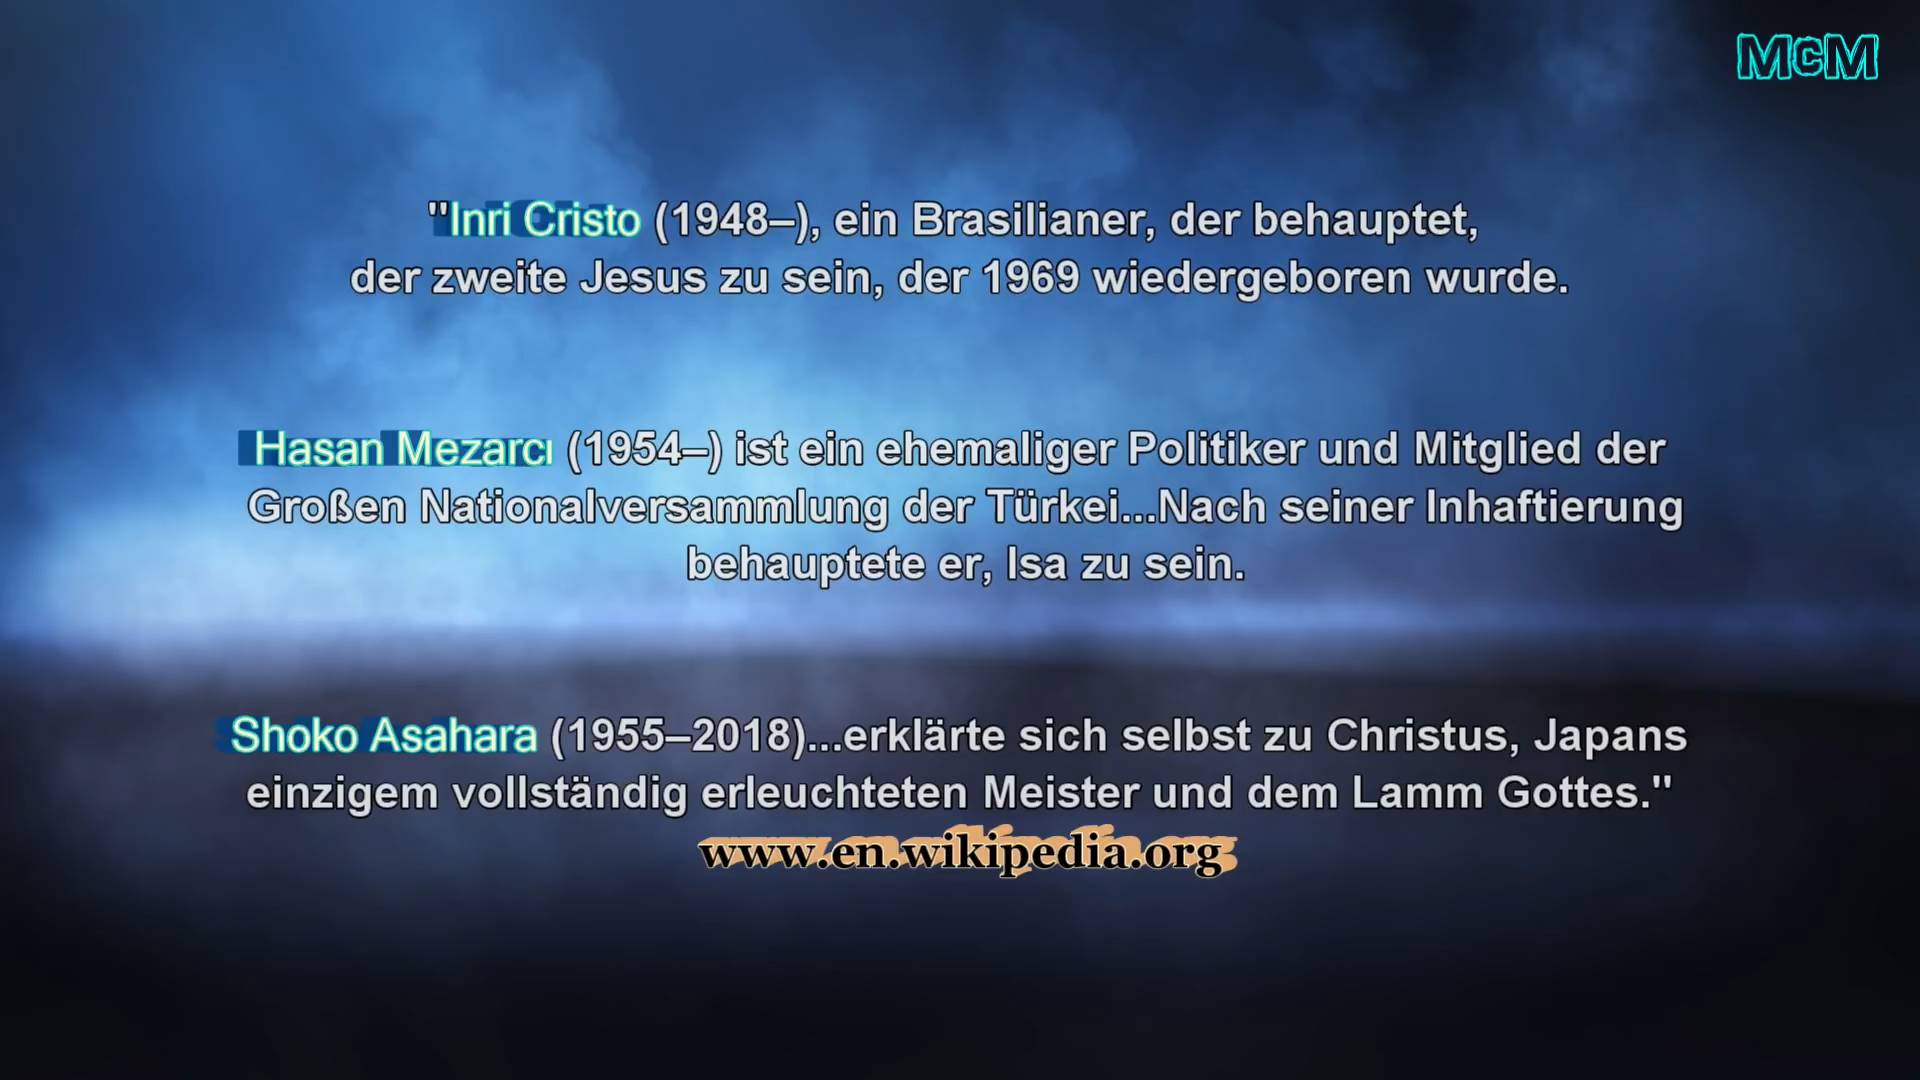 McM
"Inri Cristo (1948–), ein Brasilianer, der behauptet,
der zweite Jesus zu sein, der 1969 wiedergeboren wurde.
Hasan Mezarcı (1954–) ist ein ehemaliger Politiker und Mitglied der
Großen Nationalversammlung der Türkei...Nach seiner Inhaftierung
behauptete er, Isa zu sein.
Shoko Asahara (1955–2018)...erklärte sich selbst zu Christus, Japans
einzigem vollständig erleuchteten Meister und dem Lamm Gottes."
www.en.wikipedia.org